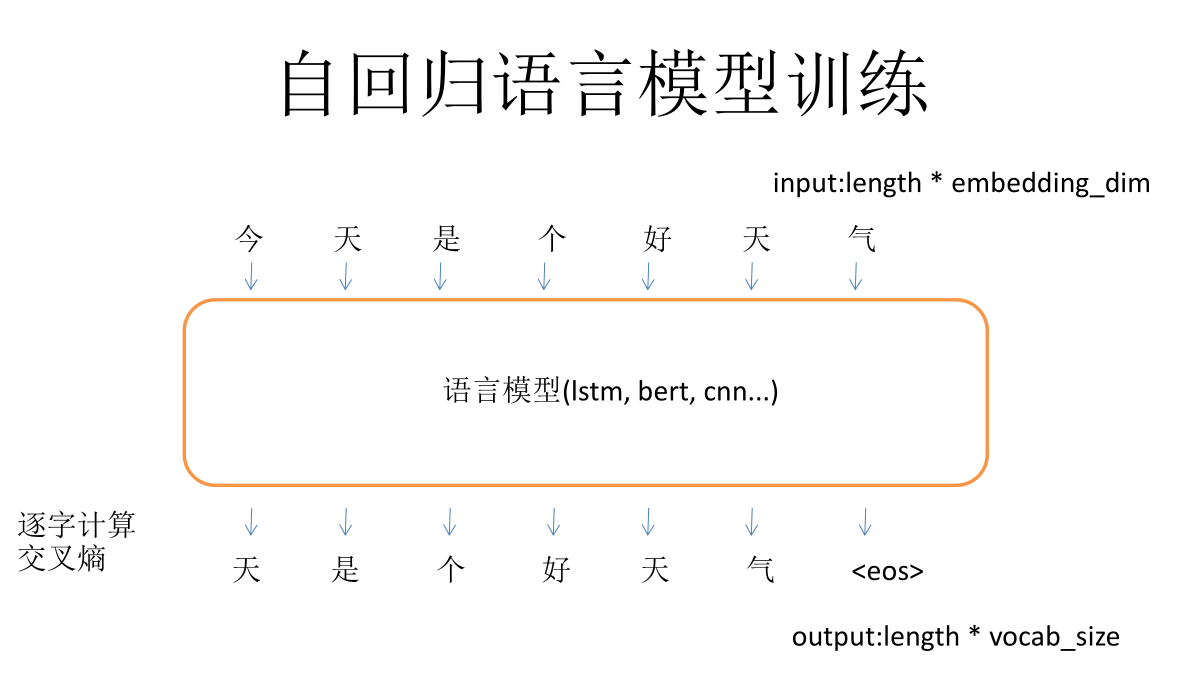 自回归语言模型训练
input:length * embedding_dim
今 天 是 个 好 天 气
语言模型(lstm, bert, cnn...)
逐字计算
交叉熵
天 是 个 好 天 气 <eos>
output:length * vocab_size